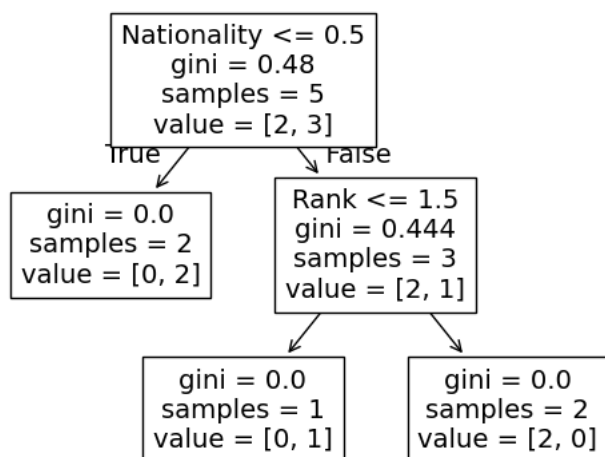 Nationality <= 0.5
gini = 0.48
samples = 5
value = [2, 3]
True
False
gini = 0.0
samples = 2
value = [0, 2]
Rank <= 1.5
gini = 0.444
samples = 3
value = [2, 1]
gini = 0.0
samples = 1
value = [0, 1]
gini = 0.0
samples = 2
value = [2, 0]